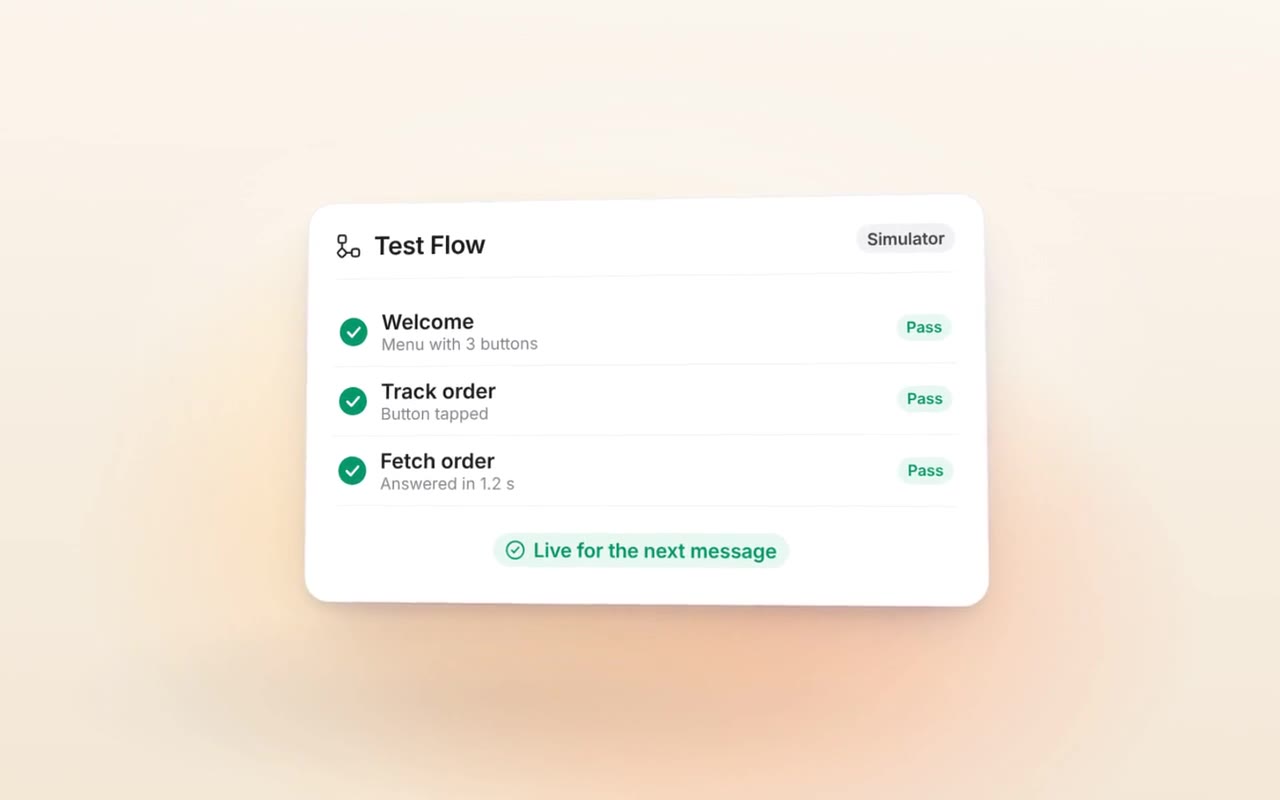 Test Flow
Simulator
Welcome
Menu with 3 buttons
Pass
Track order
Button tapped
Pass
Fetch order
Answered in 1.2 s
Pass
Live for the next message